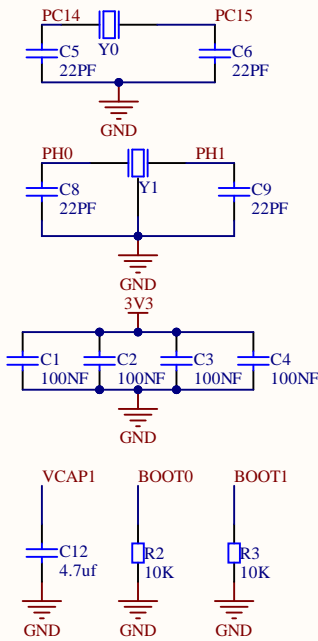 PC14 PC15
C5 Y0 C6
22PF 22PF
GND
PH0 PH1
C8 Y1 C9
22PF 22PF
GND
3V3
C1 C2 C3 C4
100NF 100NF 100NF 100NF
GND
VCAP1 BOOT0 BOOT1
C12 R2 R3
4.7uf 10K 10K
GND GND GND